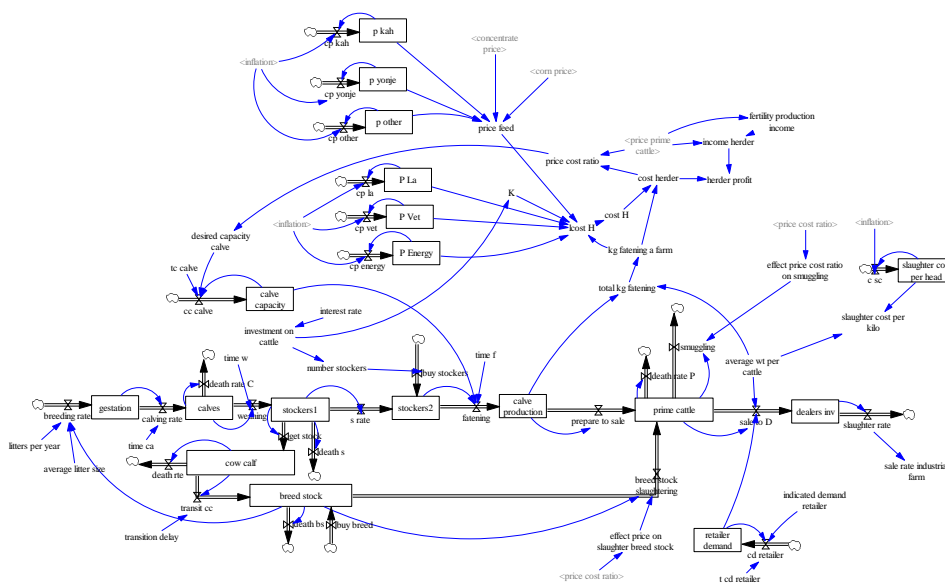 p kah
cp kah
<concentrate
price>
<inflation>
p yonje
cp yonje
<corn price>
p other
cp other
price feed
fertility production
income
<price prime
cattle>
income herder
price cost ratio
P La
cp la
K
cost herder
herder profit
<inflation>
P Vet
cp vet
cost H
<price cost ratio>
<inflation>
desired capacity
calve
P Energy
cp energy
kg fatening a farm
tc calve
effect price cost ratio
on smuggling
slaughter cost
per head
c sc
cc calve
calve
capacity
total kg fatening
interest rate
slaughter cost per
kilo
investment on
cattle
time w
number stockers
buy stockers
time f
smuggling
average wt per
cattle
death rate C
death rate P
gestation
calves
stockers1
stockers2
calve
production
prime cattle
dealers inv
breeding rate
calving rate
s rate
fatening
prepare to sale
sale to D
slaughter rate
litters per year
time ca
get stock
average litter size
cow calf
death s
sale rate industrial
farm
death rte
breed stock
slaughtering
breed stock
transit cc
indicated demand
retailer
transition delay
death bs
buy breed
effect price on
slaughter breed stock
retailer
demand
cd retailer
<price cost ratio>
t cd retailer